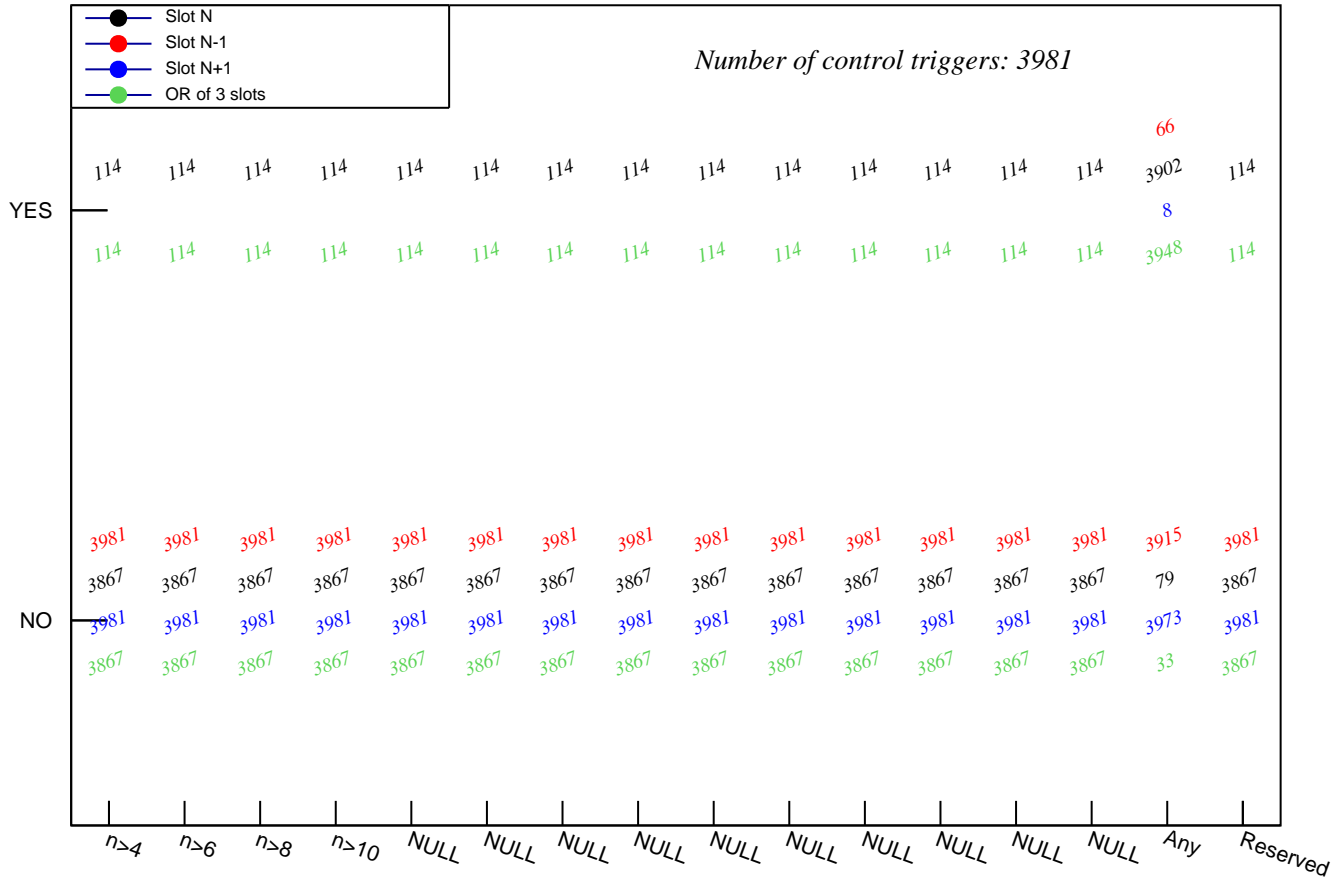 Slot N
Slot N-1
Slot N+1
OR of 3 slots
Number of control triggers: 3981
66
114 114 114 114 114 114 114 114 114 114 114 114 114 114 3902 114
YES 8
114 114 114 114 114 114 114 114 114 114 114 114 114 114 3948 114
3981 3981 3981 3981 3981 3981 3981 3981 3981 3981 3981 3981 3981 3981 3915 3981
3867 3867 3867 3867 3867 3867 3867 3867 3867 3867 3867 3867 3867 3867 79 3867
NO 3981 3981 3981 3981 3981 3981 3981 3981 3981 3981 3981 3981 3981 3981 3973 3981
3867 3867 3867 3867 3867 3867 3867 3867 3867 3867 3867 3867 3867 3867 33 3867
n>4 n>6 n>8 n>10 NULL NULL NULL NULL NULL NULL NULL NULL NULL NULL Any Reserved